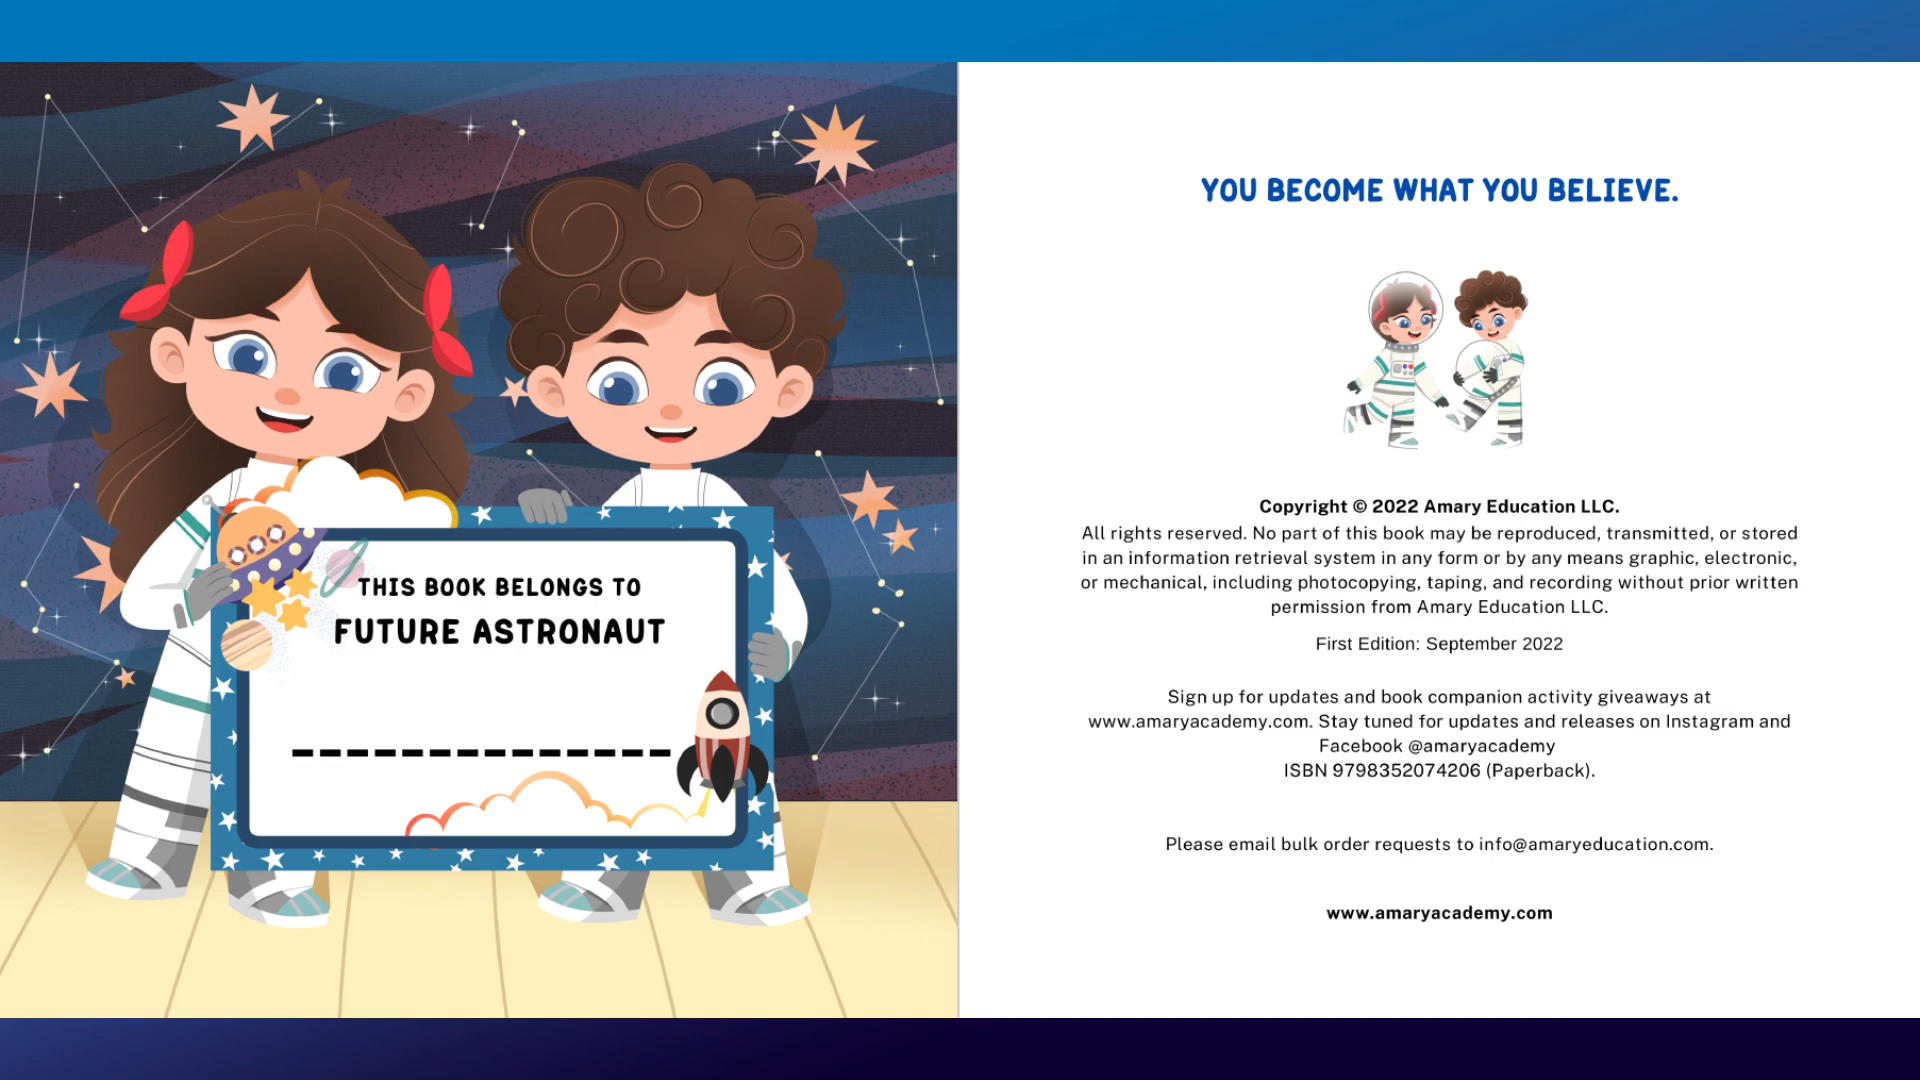 THIS BOOK BELONGS TO
FUTURE ASTRONAUT
YOU BECOME WHAT YOU BELIEVE.
Copyright © 2022 Amary Education LLC.
All rights reserved. No part of this book may be reproduced, transmitted, or stored
in an information retrieval system in any form or by any means graphic, electronic,
or mechanical, including photocopying, taping, and recording without prior written
permission from Amary Education LLC.
First Edition: September 2022
Sign up for updates and book companion activity giveaways at
www.amaryacademy.com. Stay tuned for updates and releases on Instagram and
Facebook @amaryacademy
ISBN 9798352074206 (Paperback).
Please email bulk order requests to info@amaryeducation.com.
www.amaryacademy.com